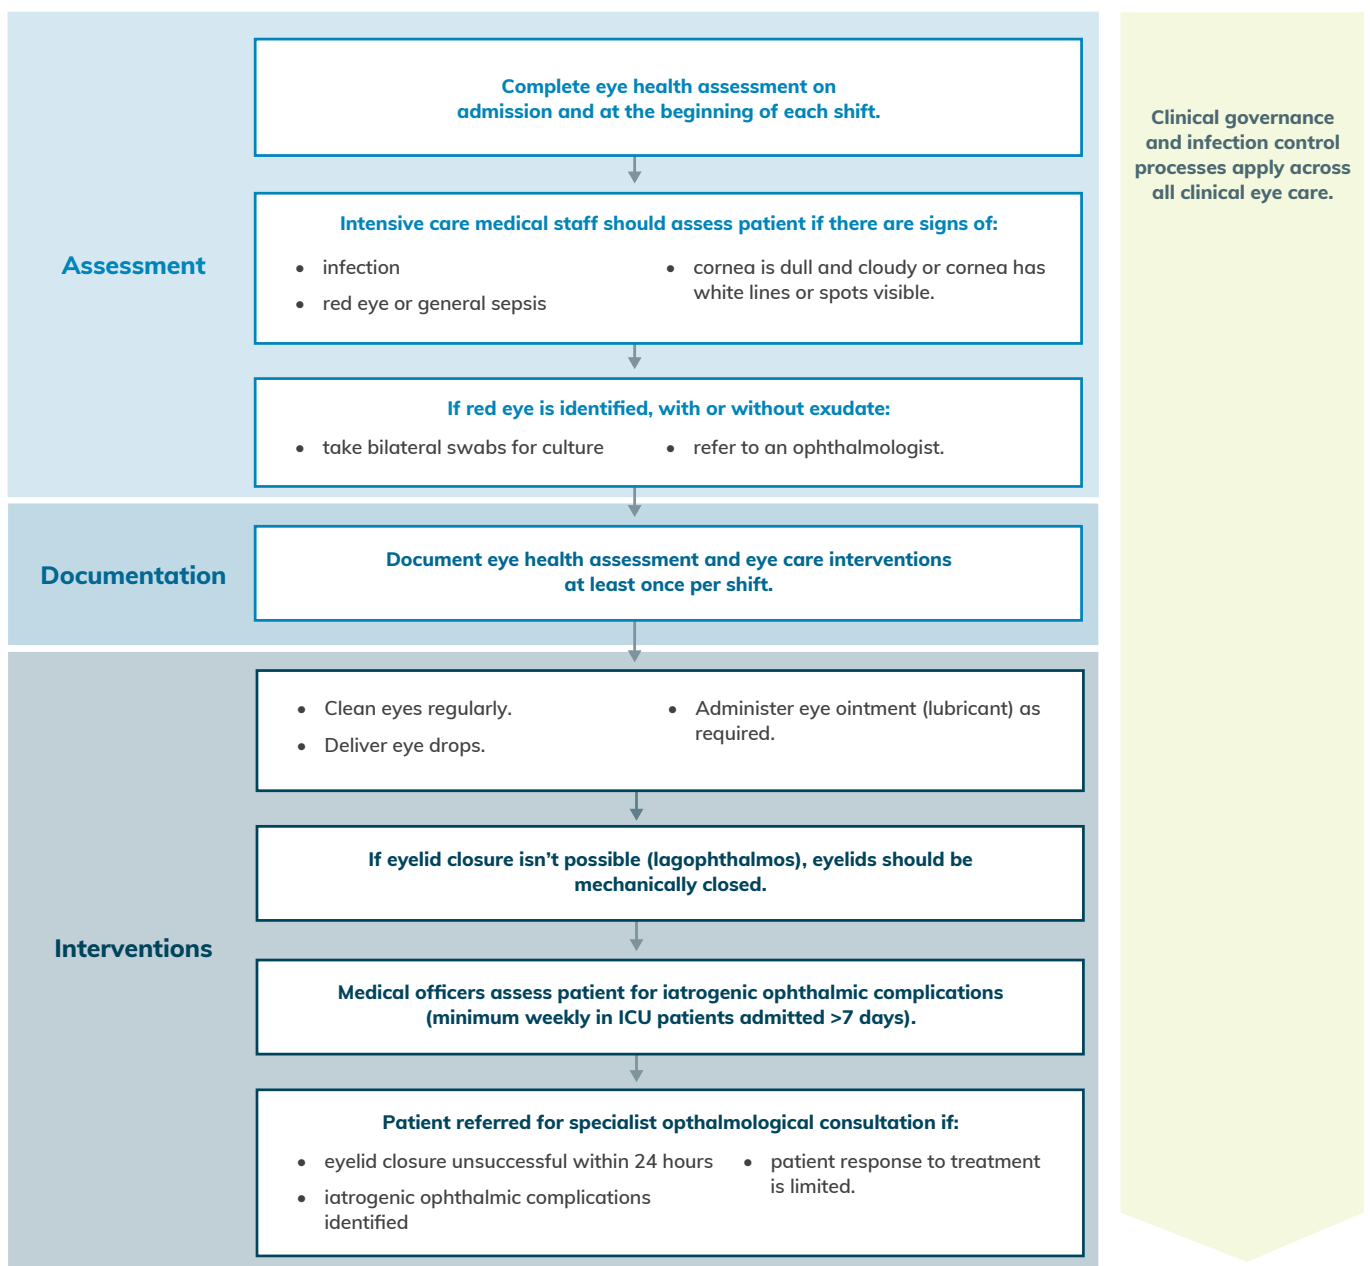 Complete eye health assessment on
admission and at the beginning of each shift.
Clinical governance
and infection control
processes apply across
all clinical eye care.
Assessment
Intensive care medical staff should assess patient if there are signs of:
• infection
• red eye or general sepsis
• cornea is dull and cloudy or cornea has
white lines or spots visible.
If red eye is identified, with or without exudate:
• take bilateral swabs for culture
• refer to an ophthalmologist.
Documentation
Document eye health assessment and eye care interventions
at least once per shift.
Interventions
• Clean eyes regularly.
• Deliver eye drops.
• Administer eye ointment (lubricant) as
required.
If eyelid closure isn’t possible (lagophthalmos), eyelids should be
mechanically closed.
Medical officers assess patient for iatrogenic ophthalmic complications
(minimum weekly in ICU patients admitted >7 days).
Patient referred for specialist opthalmological consultation if:
• eyelid closure unsuccessful within 24 hours
• iatrogenic ophthalmic complications
identified
• patient response to treatment
is limited.